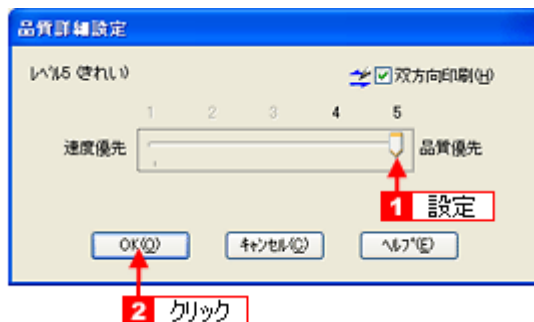 品質詳細設定
レベル5 (きれい)
双方向印刷(H)
1 2 3 4 5
速度優先 品質優先
1 設定
OK(O) キャンセル(C) ヘルプ(E)
2 クリック